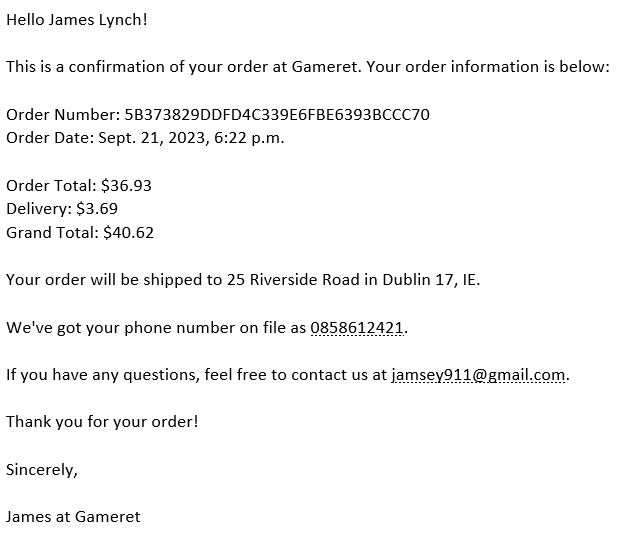 Hello James Lynch!
This is a confirmation of your order at Gameret. Your order information is below:
Order Number: 5B373829DDFD4C339E6FBE6393BCCC70
Order Date: Sept. 21, 2023, 6:22 p.m.
Order Total: $36.93
Delivery: $3.69
Grand Total: $40.62
Your order will be shipped to 25 Riverside Road in Dublin 17, IE.
We've got your phone number on file as 0858612421.
If you have any questions, feel free to contact us at jamsey911@gmail.com.
Thank you for your order!
Sincerely,
James at Gameret